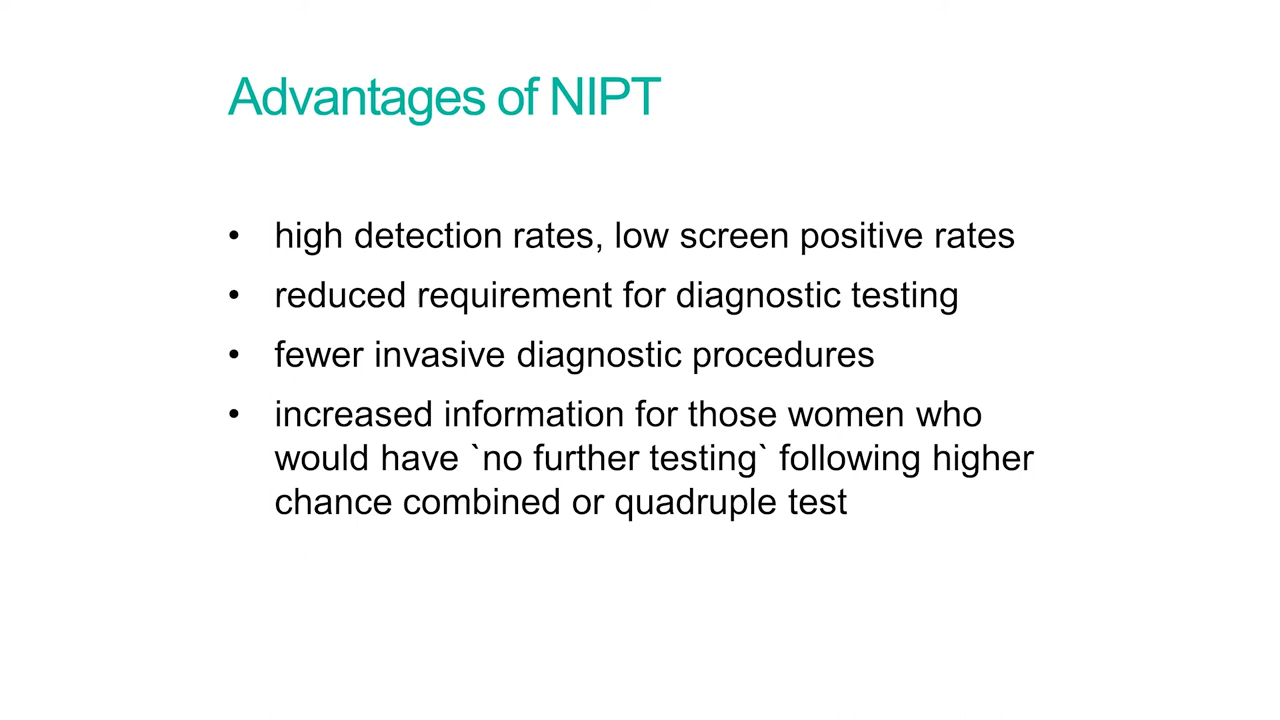 Advantages of NIPT
• high detection rates, low screen positive rates
• reduced requirement for diagnostic testing
• fewer invasive diagnostic procedures
• increased information for those women who
would have `no further testing` following higher
chance combined or quadruple test